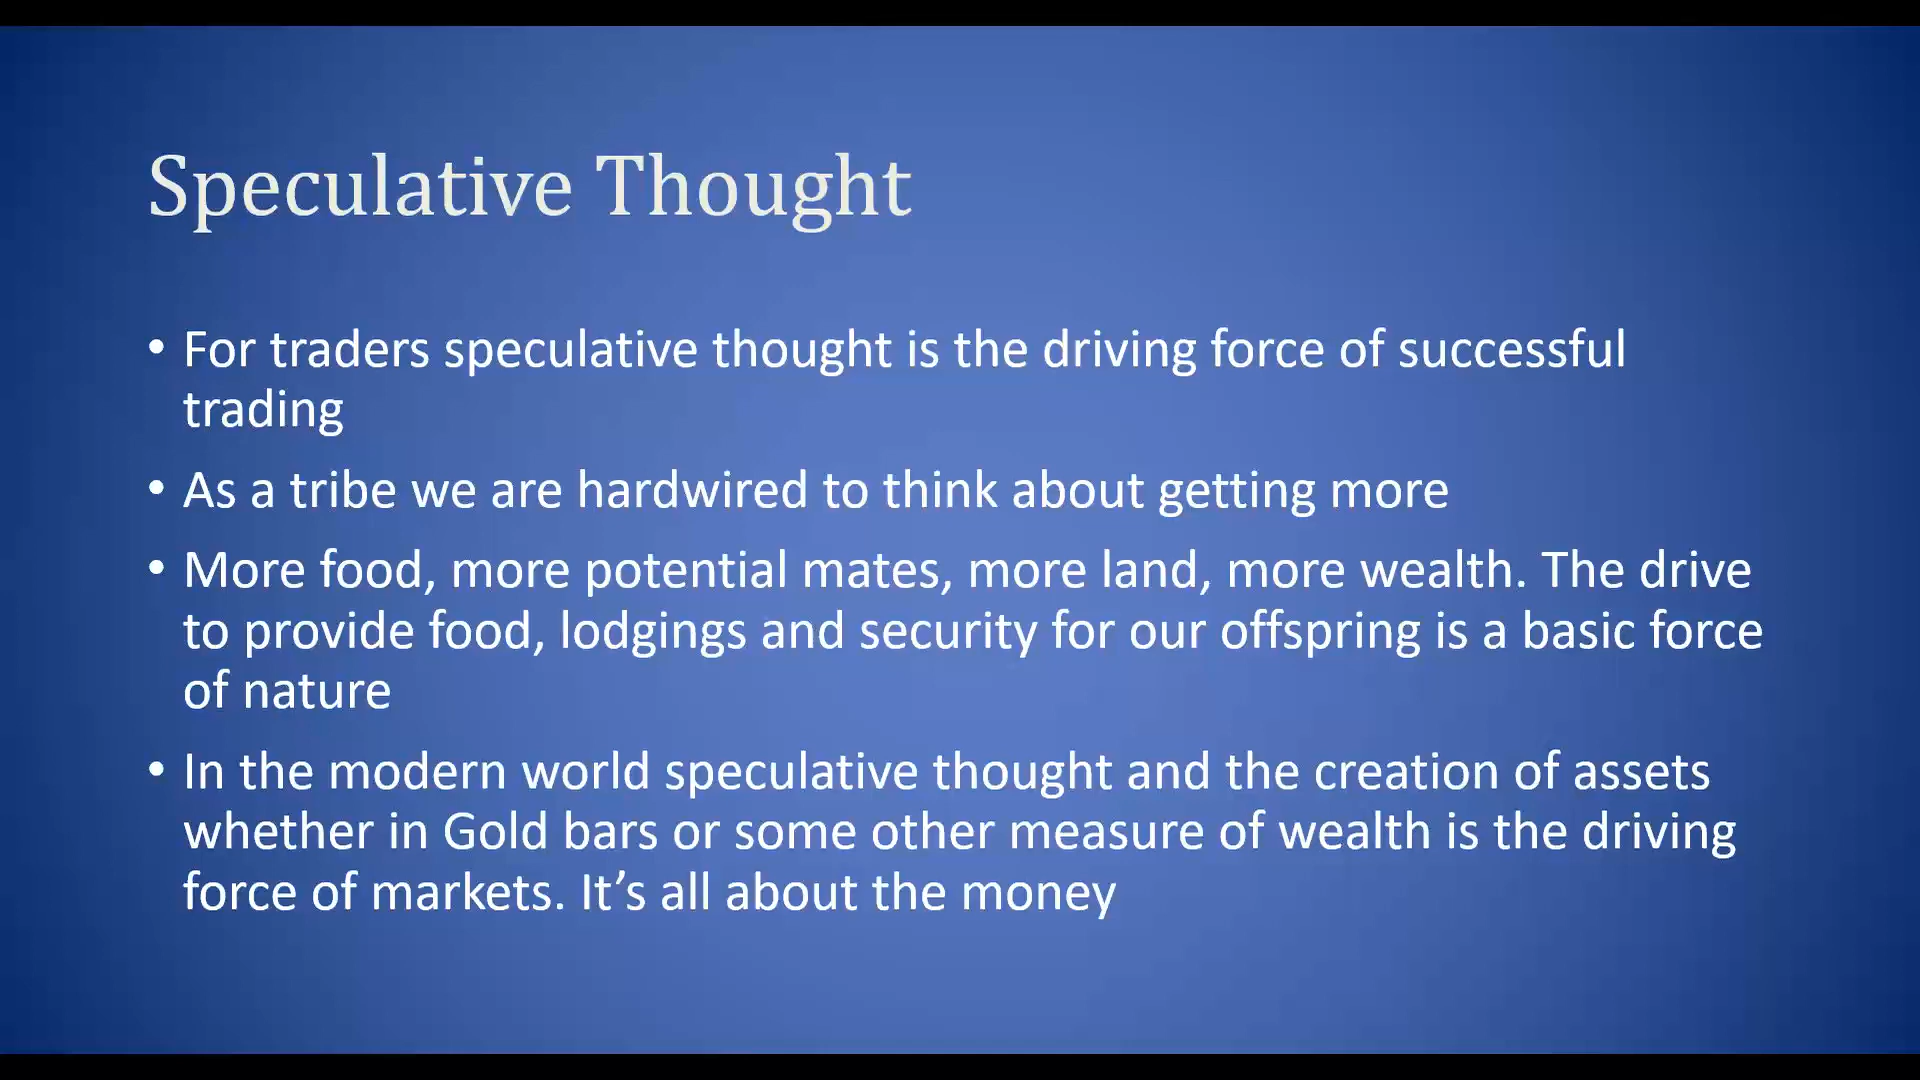 Speculative Thought
• For traders speculative thought is the driving force of successful
trading
• As a tribe we are hardwired to think about getting more
• More food, more potential mates, more land, more wealth. The drive
to provide food, lodgings and security for our offspring is a basic force
of nature
• In the modern world speculative thought and the creation of assets
whether in Gold bars or some other measure of wealth is the driving
force of markets. It’s all about the money